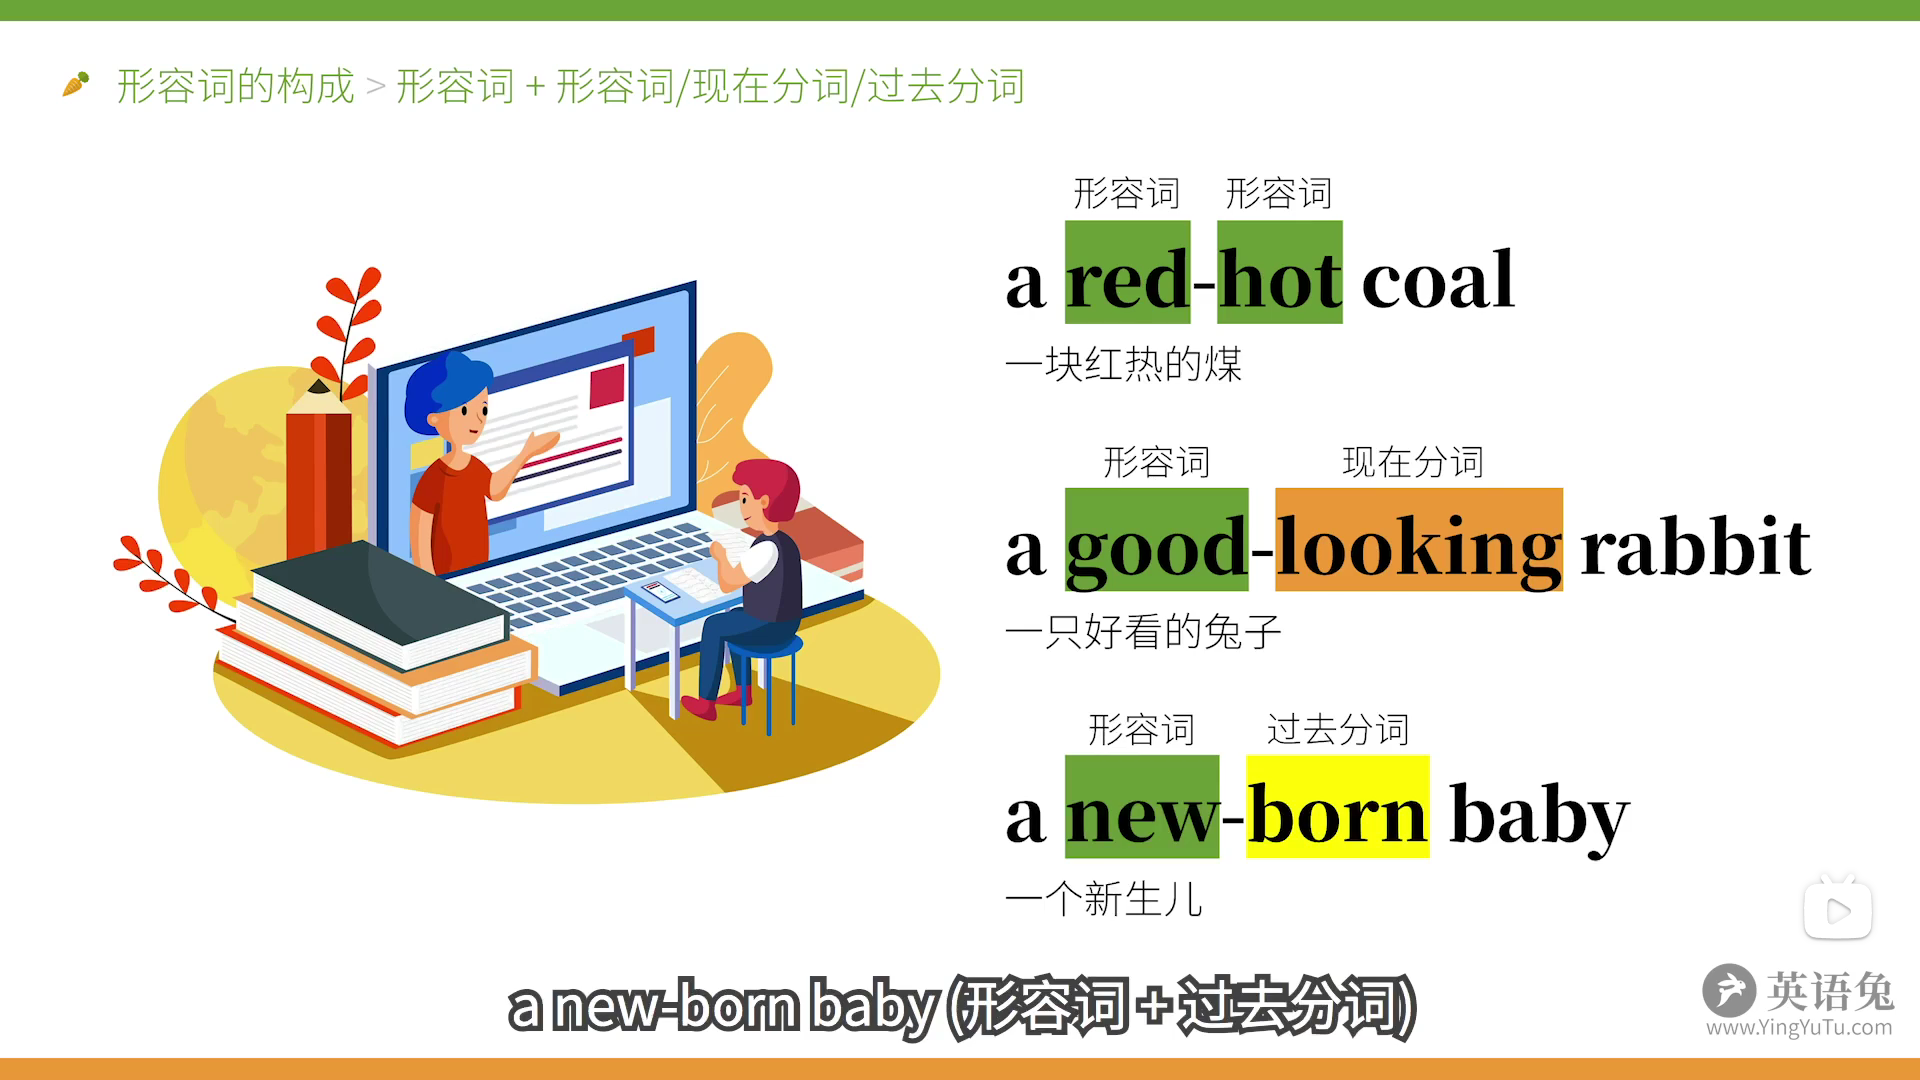 形容词的构成 > 形容词 + 形容词/现在分词/过去分词
形容词 形容词
a red-hot coal
一块红热的煤
形容词 现在分词
a good-looking rabbit
一只好看的兔子
形容词 过去分词
a new-born baby
一个新生儿
a new-born baby (形容词 + 过去分词)
英语兔
www.YingYuTu.com